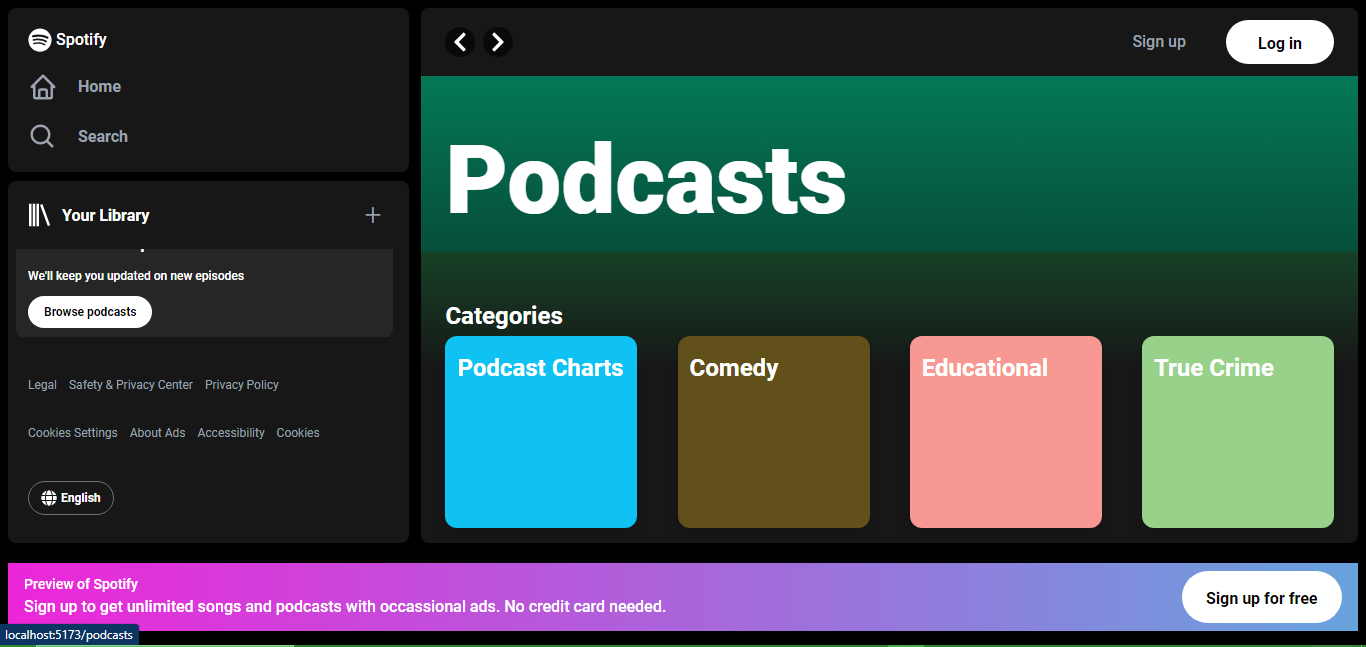 Spotify
Home
Search
Your Library
We'll keep you updated on new episodes
Browse podcasts
Legal Safety & Privacy Center Privacy Policy
Cookies Settings About Ads Accessibility Cookies
English
Sign up Log in
Podcasts
Categories
Podcast Charts Comedy Educational True Crime
Preview of Spotify
Sign up to get unlimited songs and podcasts with occassional ads. No credit card needed.
Sign up for free
localhost:5173/podcasts